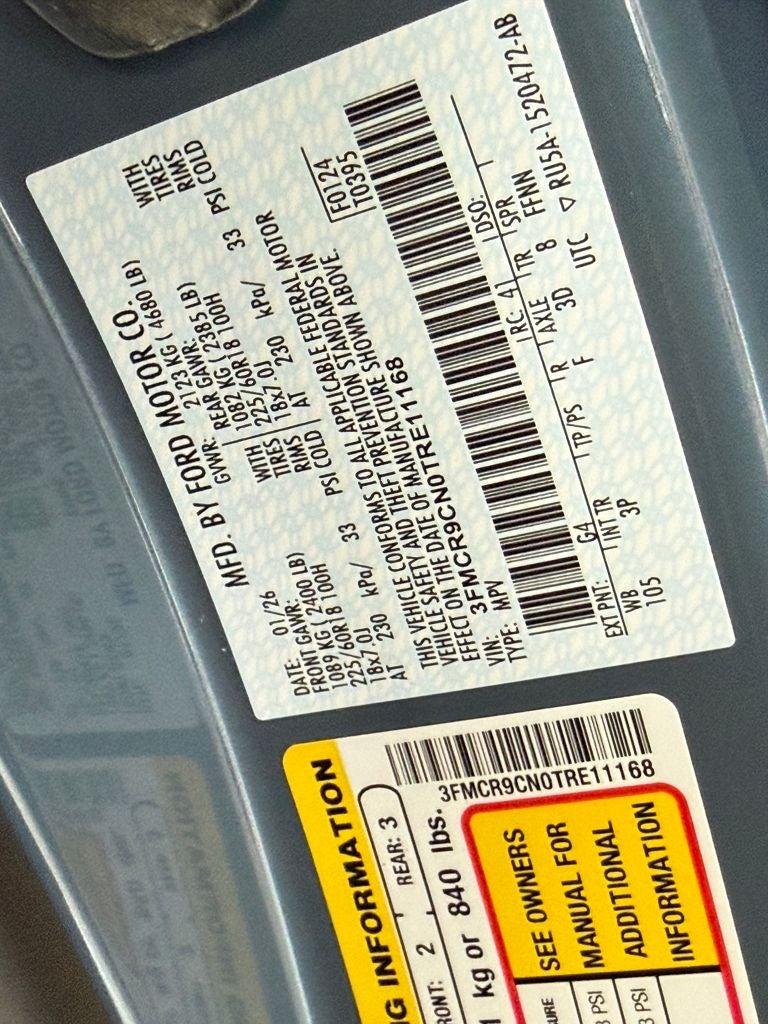 MFD. BY FORD MOTOR CO.
DATE: 01/26
GVWR: 2123 KG ( 4680 LB)
FRONT GAWR:
1089 KG ( 2400 LB)
REAR GAWR:
1082 KG ( 2385 LB)
WITH
TIRES
RIMS
225/60R18 100H
18x7.0J
AT 230 kPa/ 33 PSI COLD
WITH
TIRES
RIMS
225/60R18 100H
18x7.0J
AT 230 kPa/ 33 PSI COLD
THIS VEHICLE CONFORMS TO ALL APPLICABLE FEDERAL MOTOR
VEHICLE SAFETY AND THEFT PREVENTION STANDARDS IN
EFFECT ON THE DATE OF MANUFACTURE SHOWN ABOVE.
VIN: 3FMCR9CN0TRE11168
TYPE: MPV
F0124
T0395
EXT PNT: G4 RC: 41 DSO:
WB INT TR TP/PS R AXLE TR SPR
105 3P F 3D 8 FFNN
UTC ▽ RU5A-1520472-AB
G INFORMATION
RONT: 2 REAR: 3
kg or 840 lbs.
3FMCR9CN0TRE11168
SEE OWNERS
MANUAL FOR
ADDITIONAL
INFORMATION
URE
PSI
PSI